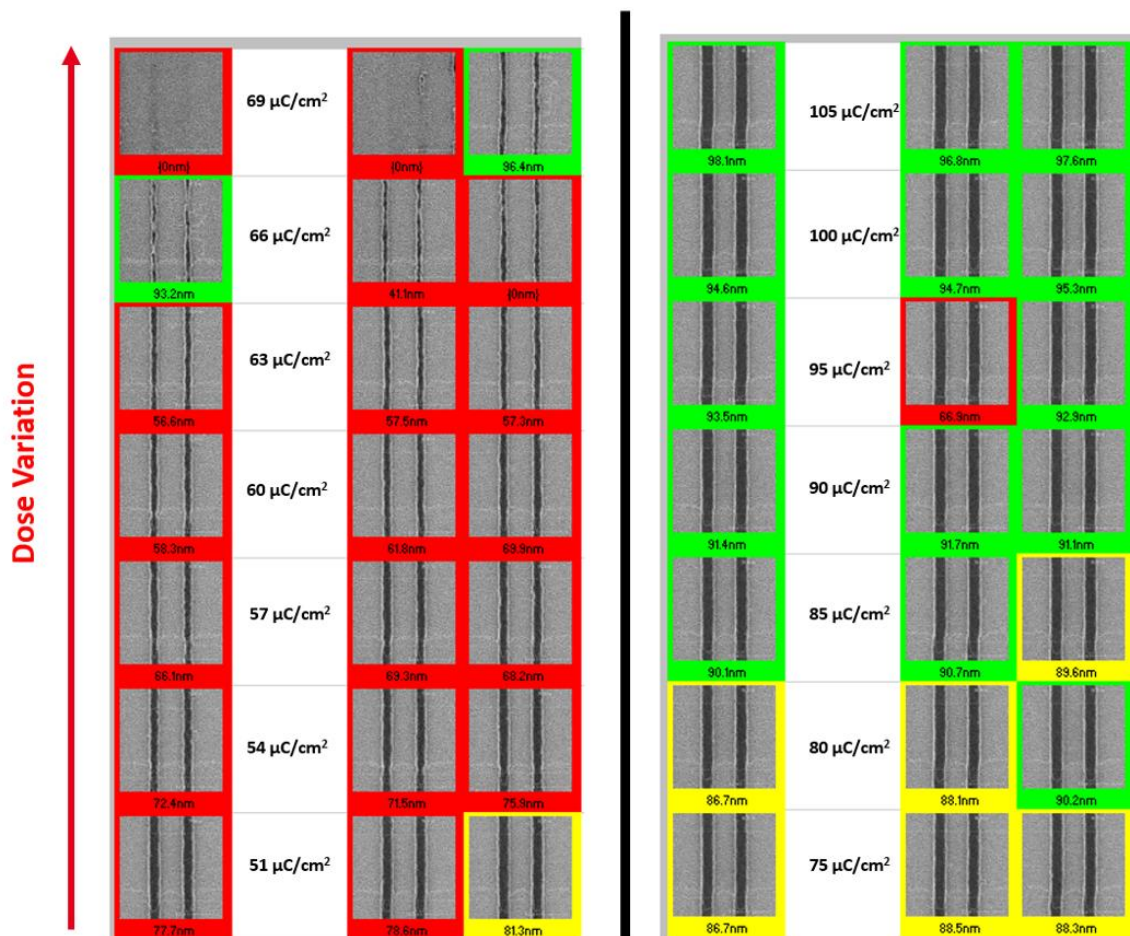 Dose Variation
69 µC/cm²
{0nm} {0nm} 96.4nm
66 µC/cm²
93.2nm 41.1nm {0nm}
63 µC/cm²
56.6nm 57.5nm 57.3nm
60 µC/cm²
58.3nm 61.8nm 69.9nm
57 µC/cm²
66.1nm 69.3nm 68.2nm
54 µC/cm²
72.4nm 71.5nm 75.9nm
51 µC/cm²
77.7nm 78.6nm 81.3nm
105 µC/cm²
98.1nm 96.8nm 97.6nm
100 µC/cm²
94.6nm 94.7nm 95.3nm
95 µC/cm²
93.5nm 66.9nm 92.9nm
90 µC/cm²
91.4nm 91.7nm 91.1nm
85 µC/cm²
90.1nm 90.7nm 89.6nm
80 µC/cm²
86.7nm 88.1nm 90.2nm
75 µC/cm²
86.7nm 88.5nm 88.3nm